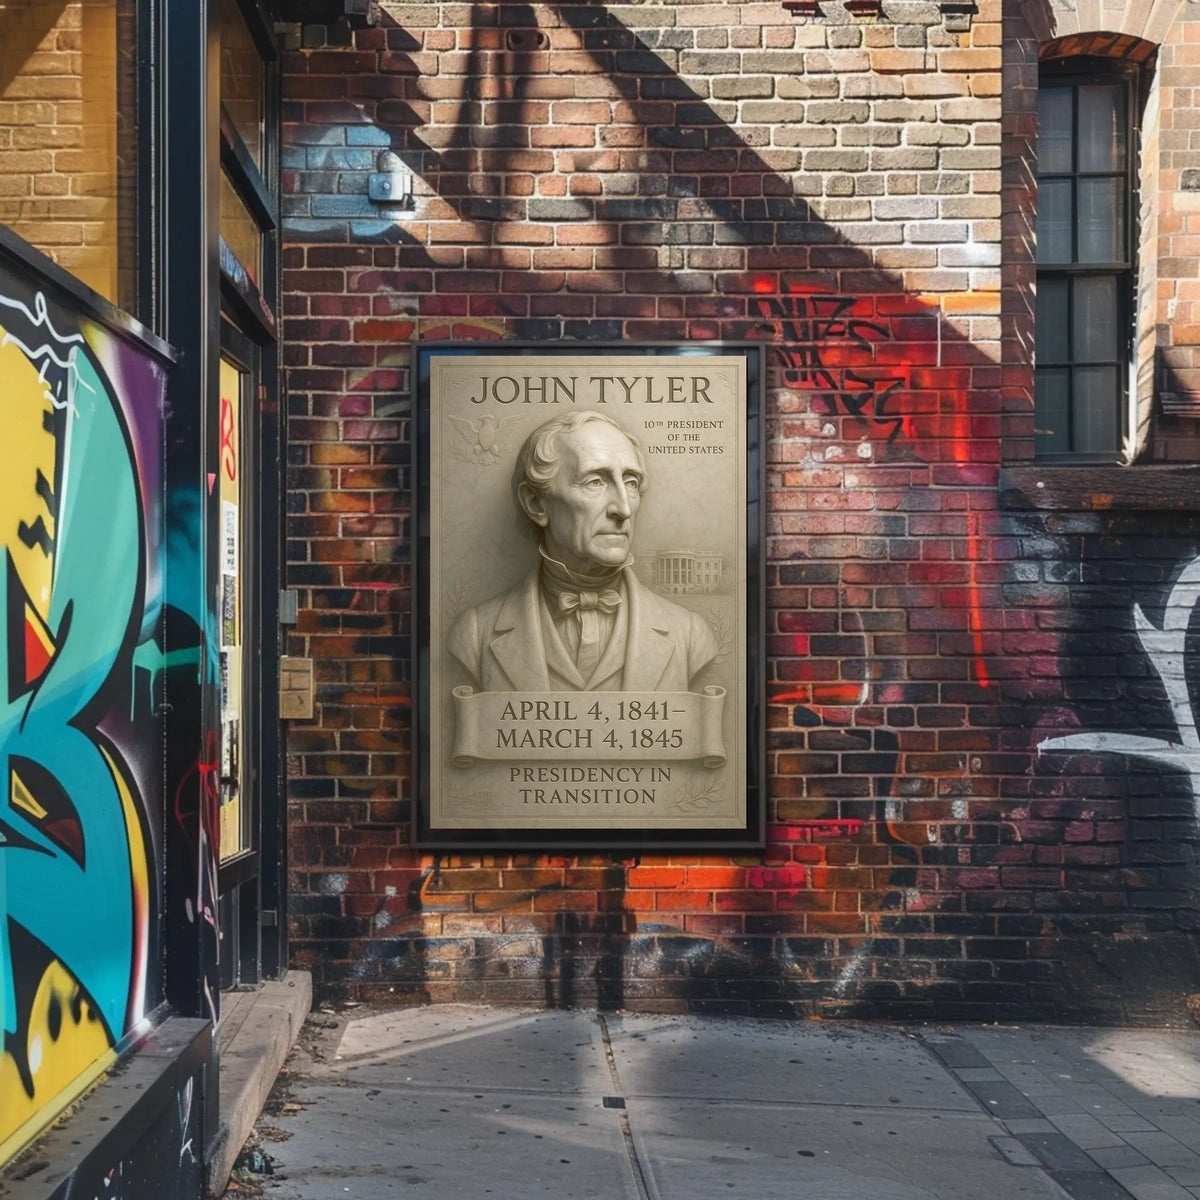 JOHN TYLER
10TH PRESIDENT
OF THE
UNITED STATES
APRIL 4, 1841–
MARCH 4, 1845
PRESIDENCY IN
TRANSITION